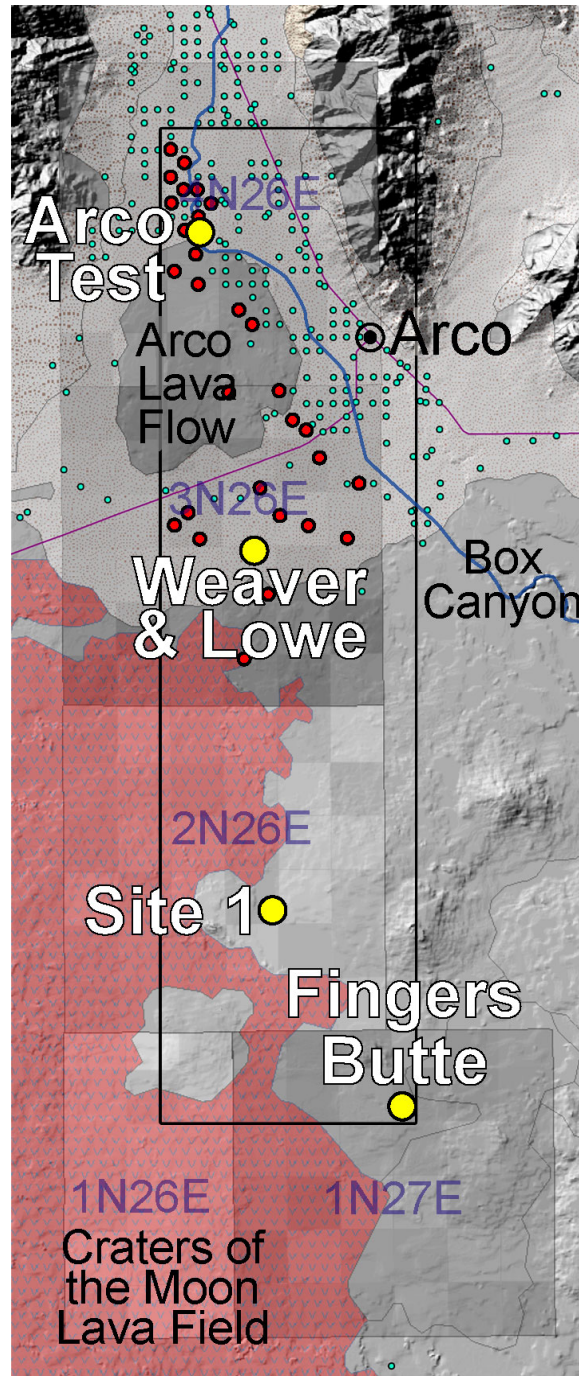 4N26E
Arco
Test
Arco
Arco
Lava
Flow
3N26E
Box
Canyon
Weaver
& Lowe
2N26E
Site 1
Fingers
Butte
1N26E
1N27E
Craters of
the Moon
Lava Field